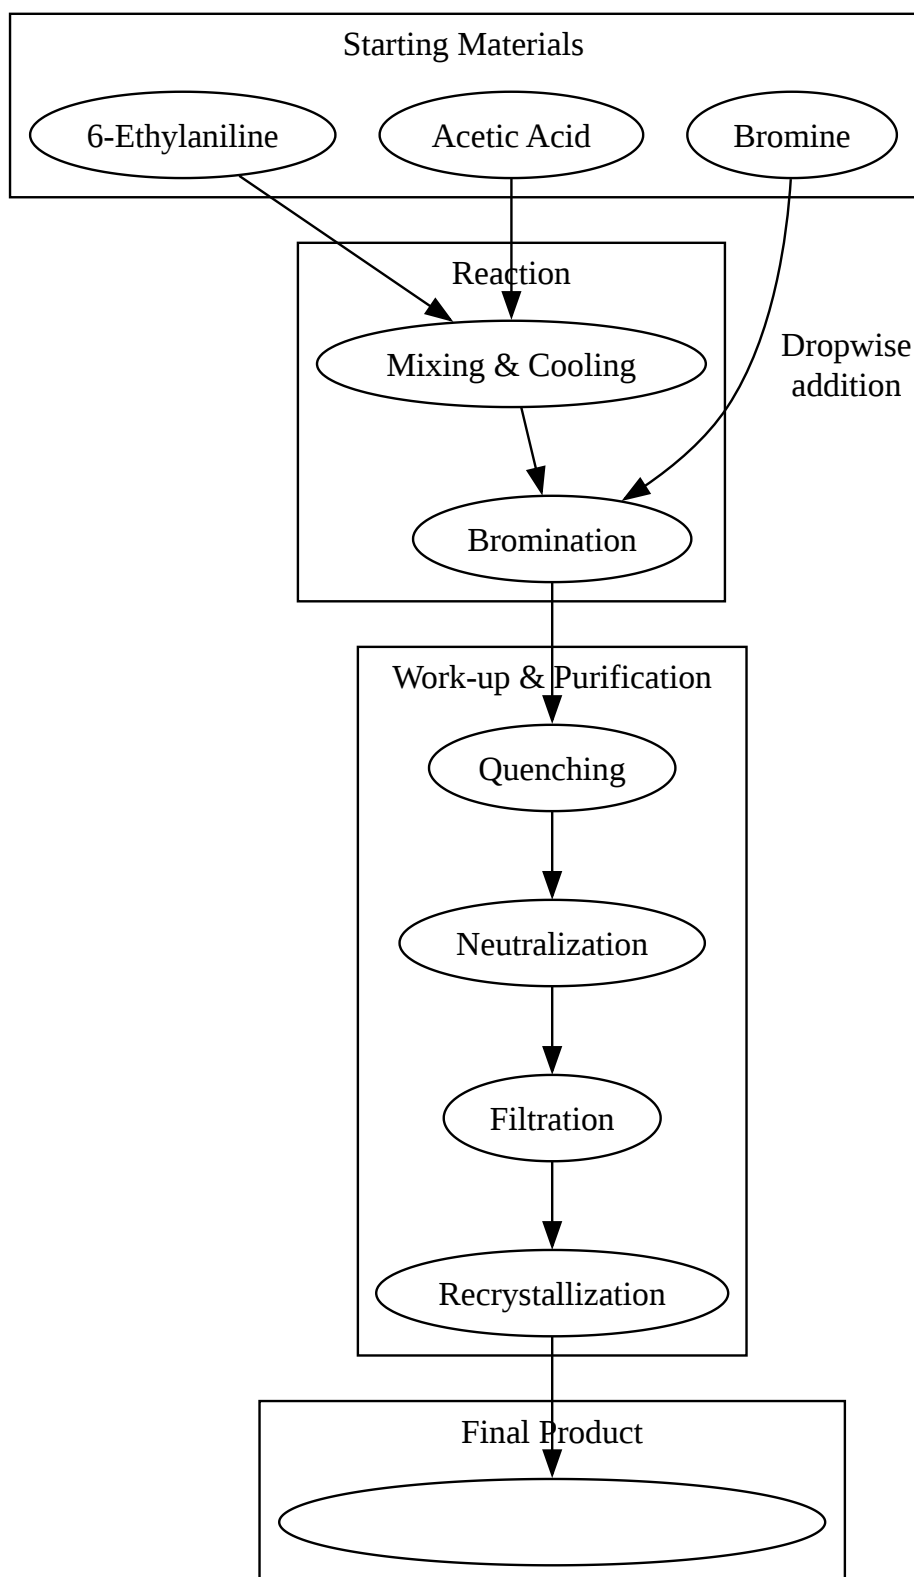 Starting Materials
6-Ethylaniline
Acetic Acid
Bromine
Reaction
Mixing & Cooling
Dropwise
addition
Bromination
Work-up & Purification
Quenching
Neutralization
Filtration
Recrystallization
Final Product